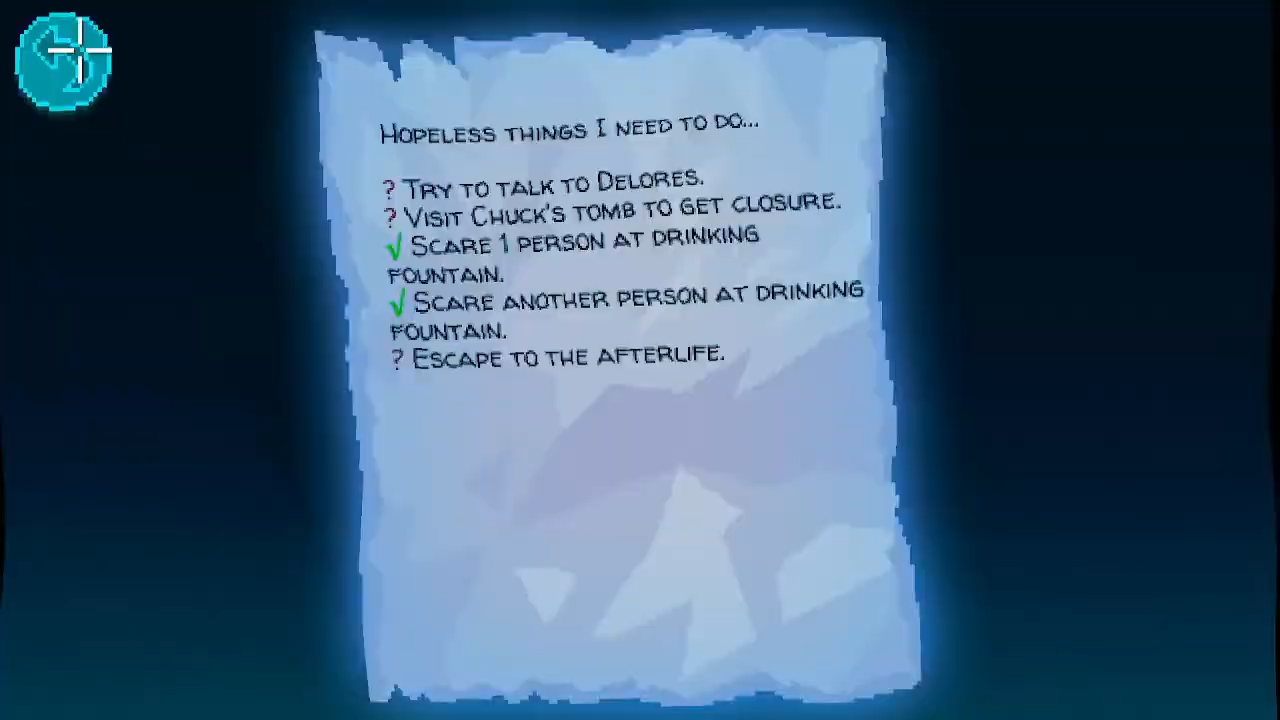 Hopeless things I need to do...
? Try to talk to Delores.
? Visit Chuck's tomb to get closure.
√ Scare 1 person at drinking
fountain.
√ Scare another person at drinking
fountain.
? Escape to the afterlife.